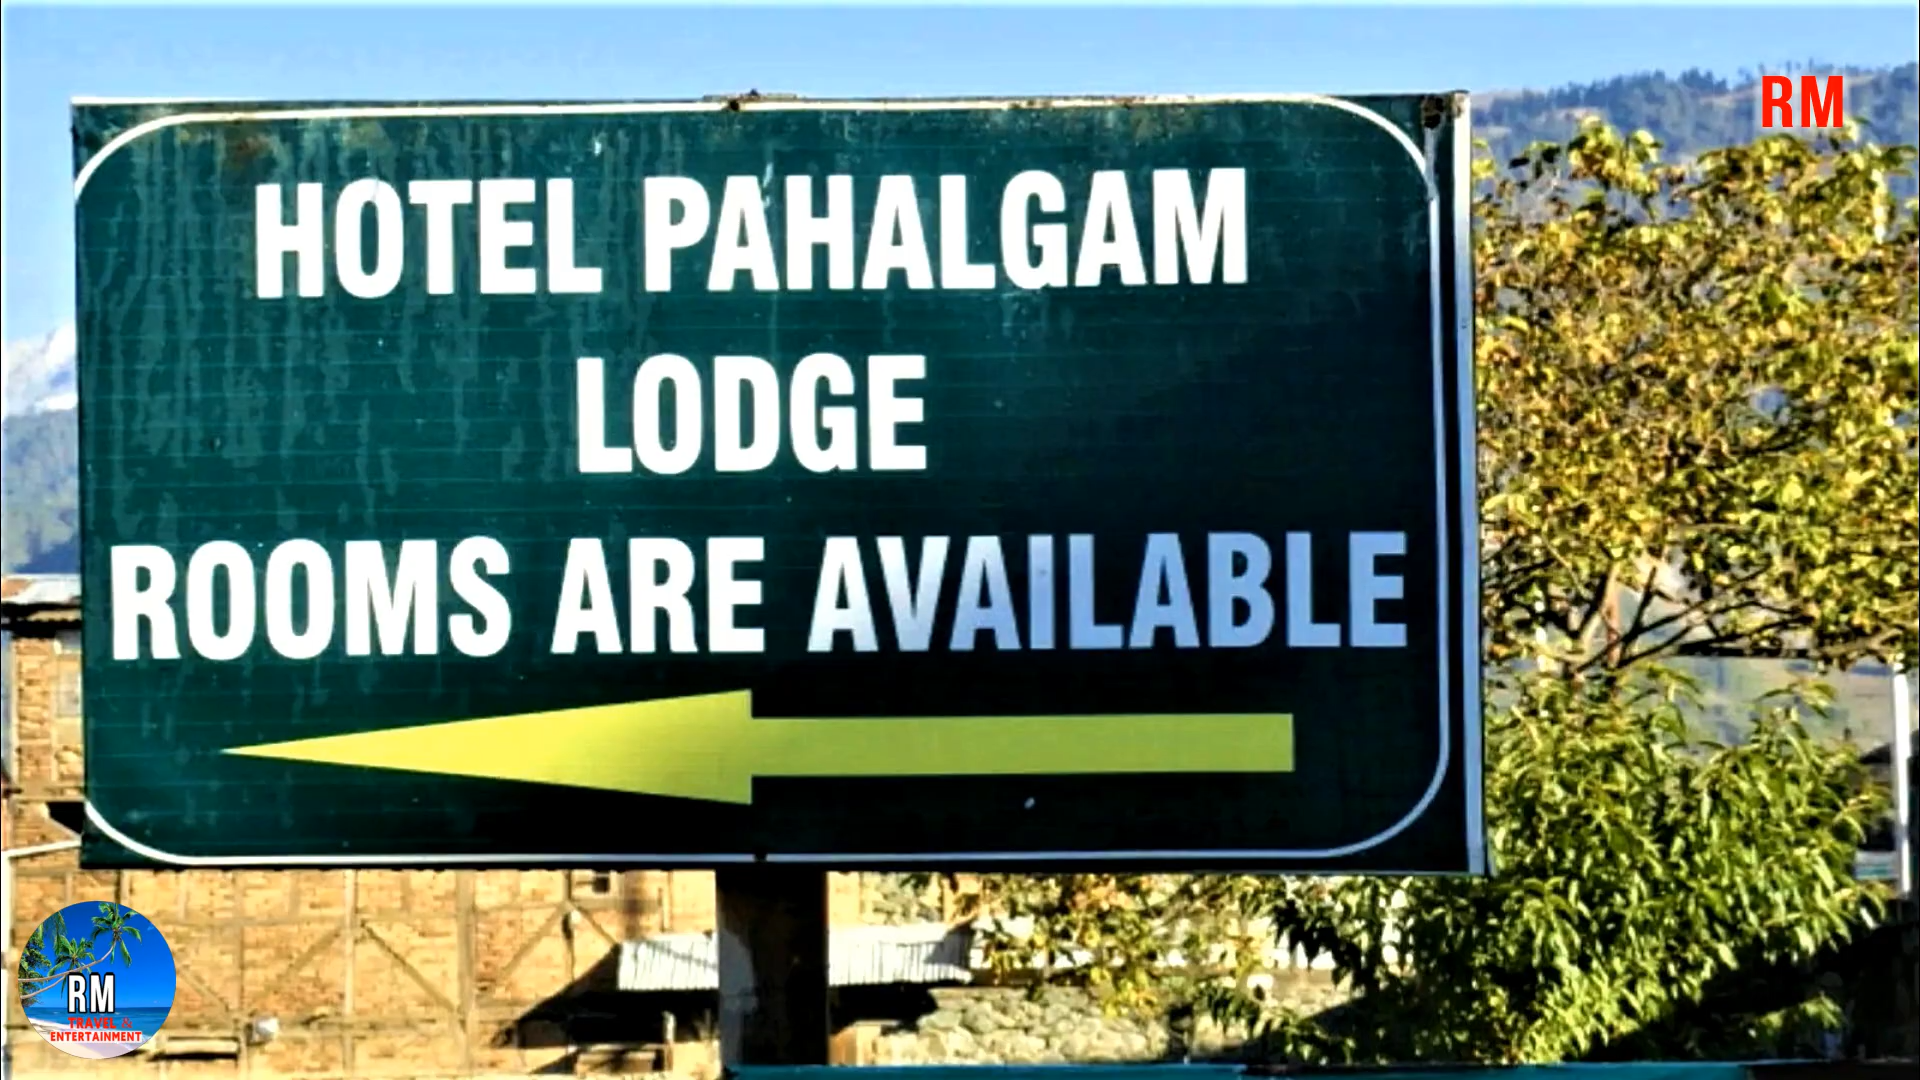 RM
HOTEL PAHALGAM
LODGE
ROOMS ARE AVAILABLE
RM
TRAVEL &
ENTERTAINMENT